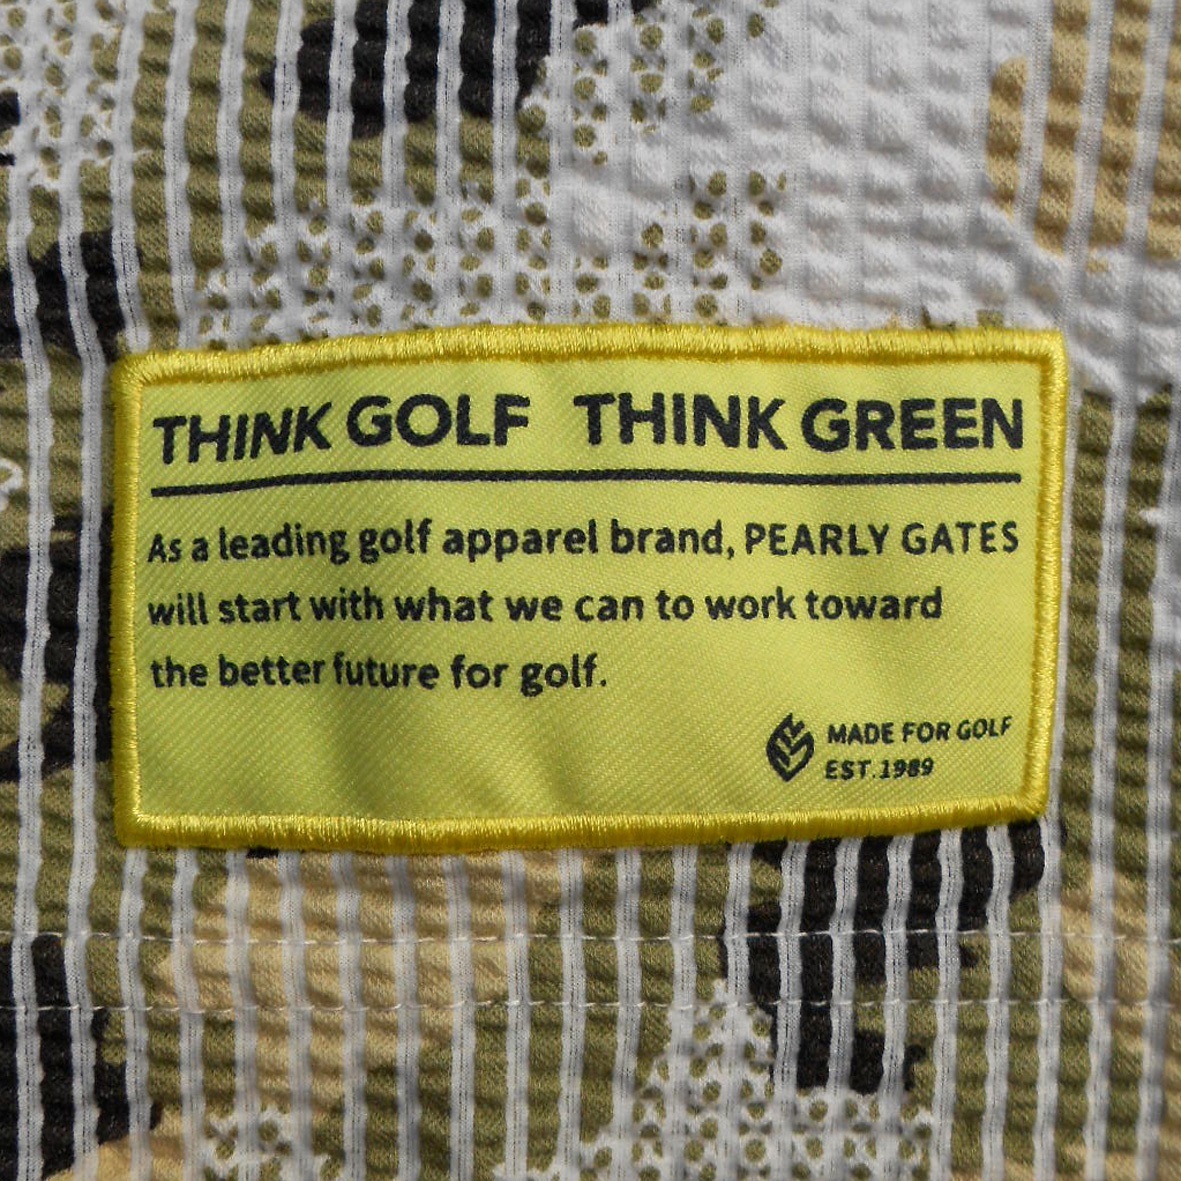 THINK GOLF THINK GREEN
As a leading golf apparel brand, PEARLY GATES
will start with what we can to work toward
the better future for golf.
MADE FOR GOLF
EST.1989